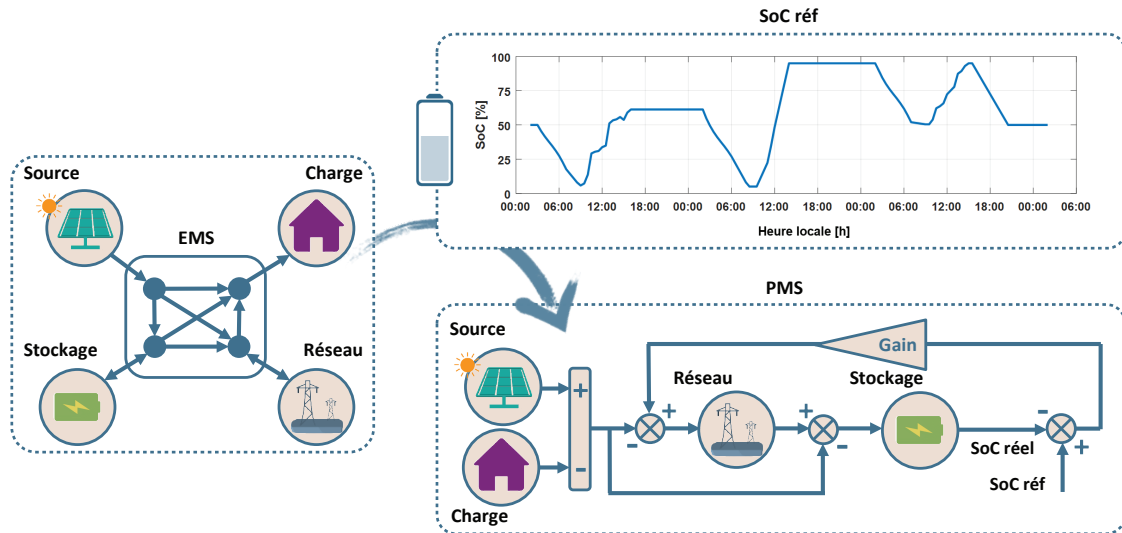 SoC réf
100
75
50
25
0
SoC [%]
00:00 06:00 12:00 18:00 00:00 06:00 12:00 18:00 00:00 06:00 12:00 18:00 00:00 06:00
Heure locale [h]
Source
Charge
EMS
Stockage
Réseau
PMS
Source
Gain
Réseau
Stockage
+
-
+
-
+
-
-
+
SoC réel
SoC réf
Charge